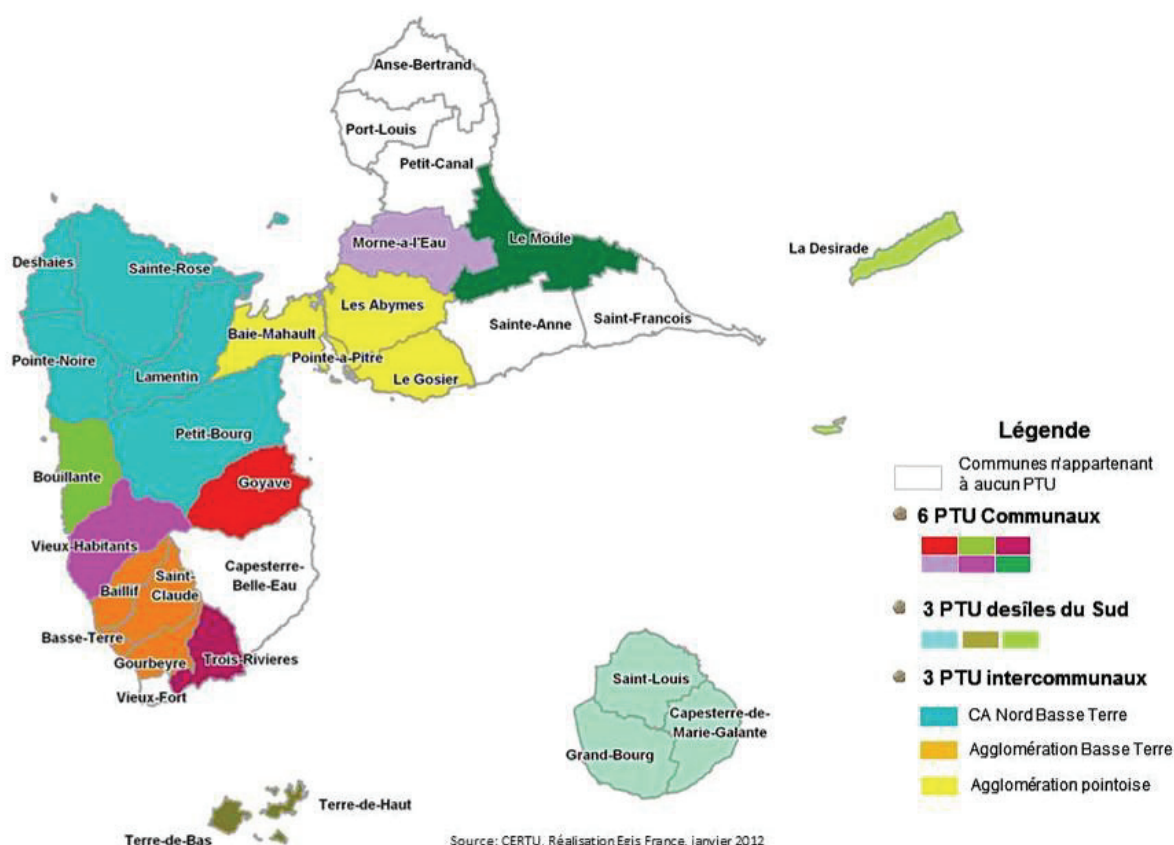 Anse-Bertrand
Port-Louis
Petit-Canal
Morne-a-l'Eau
Le Moule
La Desirade
Deshaies
Sainte-Rose
Les Abymes
Sainte-Anne
Saint-Francois
Baie-Mahault
Pointe-a-Pitre
Pointe-Noire
Lamentin
Le Gosier
Petit-Bourg
Bouillante
Goyave
Vieux-Habitants
Capesterre-
Belle-Eau
Baillif
Saint-
Claude
Basse-Terre
Gourbeyre
Trois-Rivieres
Vieux-Fort
Saint-Louis
Capesterre-de-
Marie-Galante
Grand-Bourg
Terre-de-Haut
Terre-de-Bas
Légende
Communes n'appartenant
à aucun PTU
6 PTU Communaux
3 PTU desîles du Sud
3 PTU intercommunaux
CA Nord Basse Terre
Agglomération Basse Terre
Agglomération pointoise
Source: CERTU, Réalisation Egis France, janvier 2012